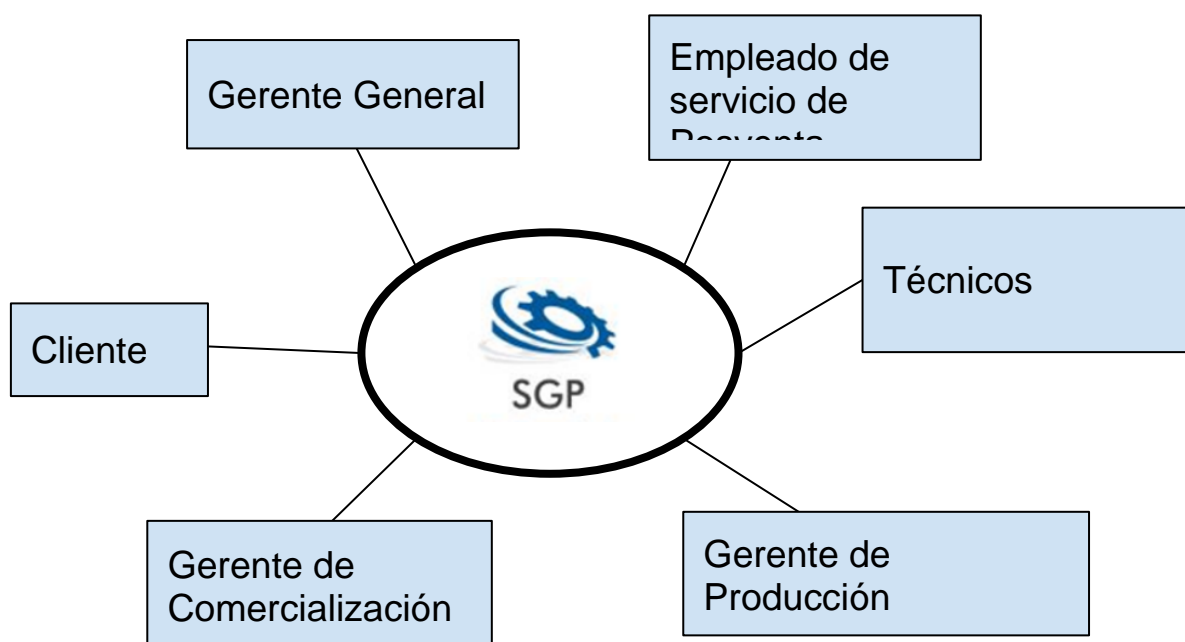 Gerente General
Empleado de
servicio de
Técnicos
Cliente
SGP
Gerente de
Comercialización
Gerente de
Producción